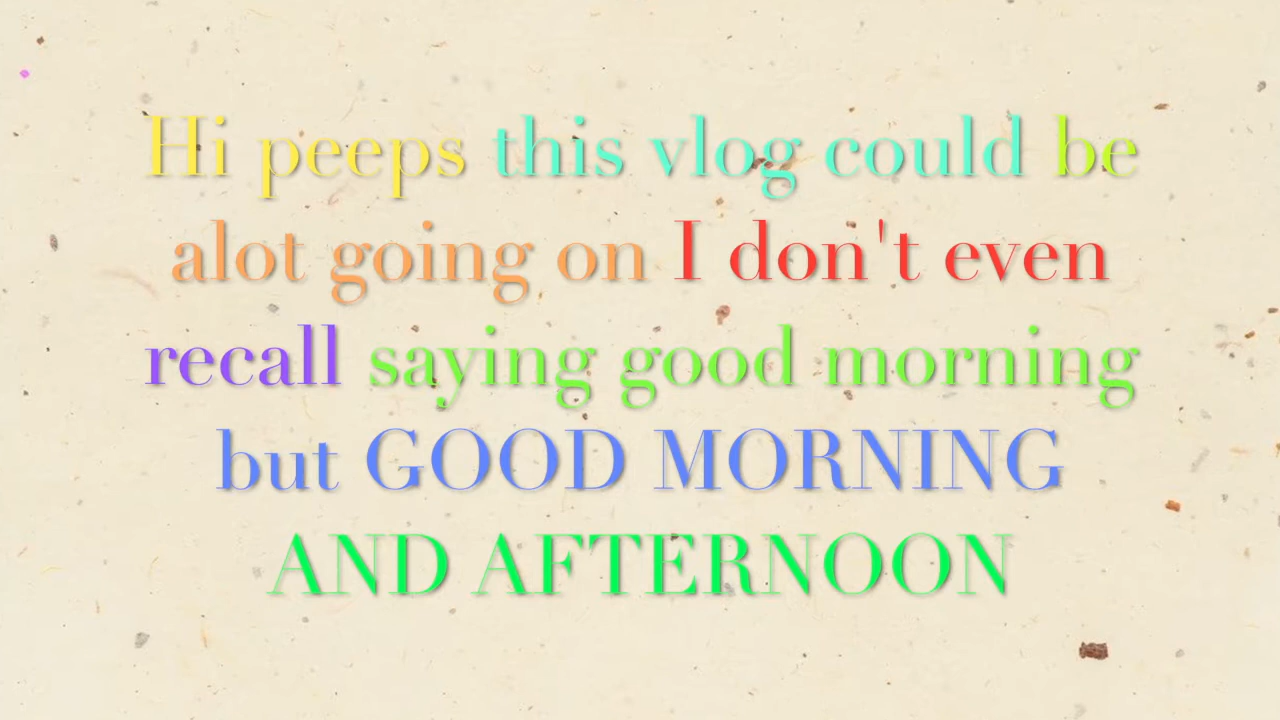 Hi peeps this vlog could be
alot going on I don't even
recall saying good morning
but GOOD MORNING
AND AFTERNOON